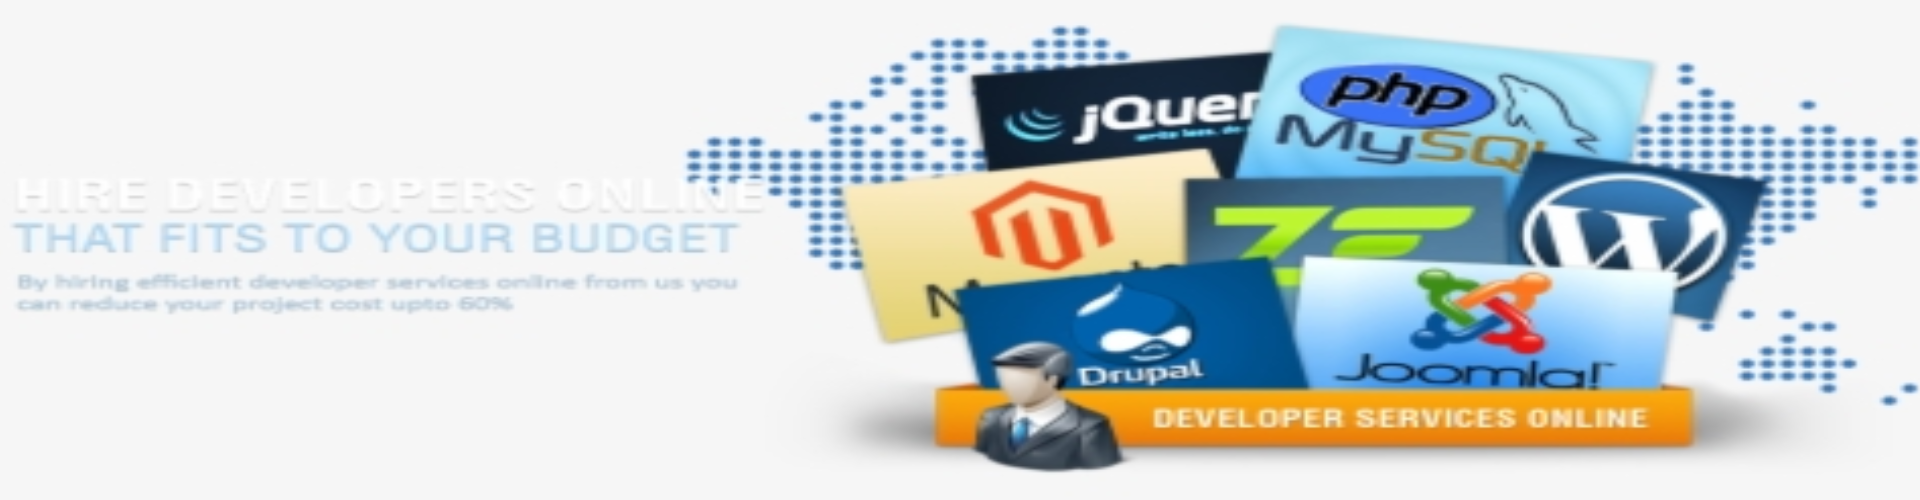 HIRE DEVELOPERS ONLINE
THAT FITS TO YOUR BUDGET
By hiring efficient developer services online from us you
can reduce your project cost upto 60%
jQuer
write less, do
php
MySQL
ZF
W
Drupal
Joomla!
DEVELOPER SERVICES ONLINE